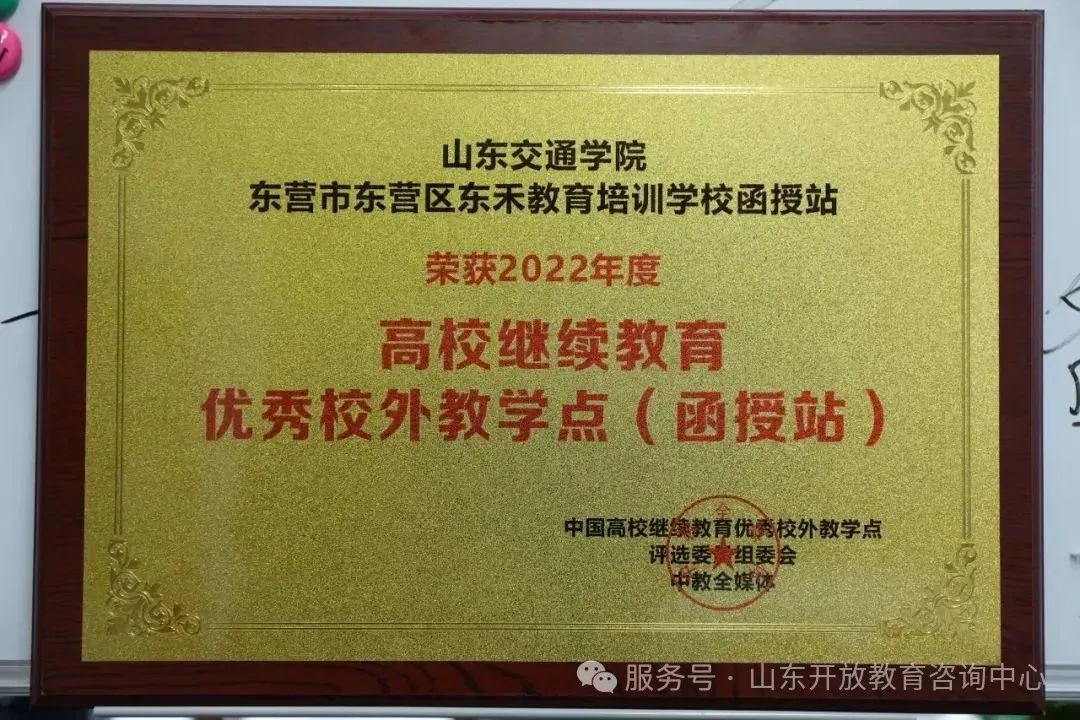 山东交通学院
东营市东营区东禾教育培训学校函授站
荣获2022年度
高校继续教育
优秀校外教学点（函授站）
中国高校继续教育优秀校外教学点
评选委员组委会
中教全媒体
服务号 · 山东开放教育咨询中心